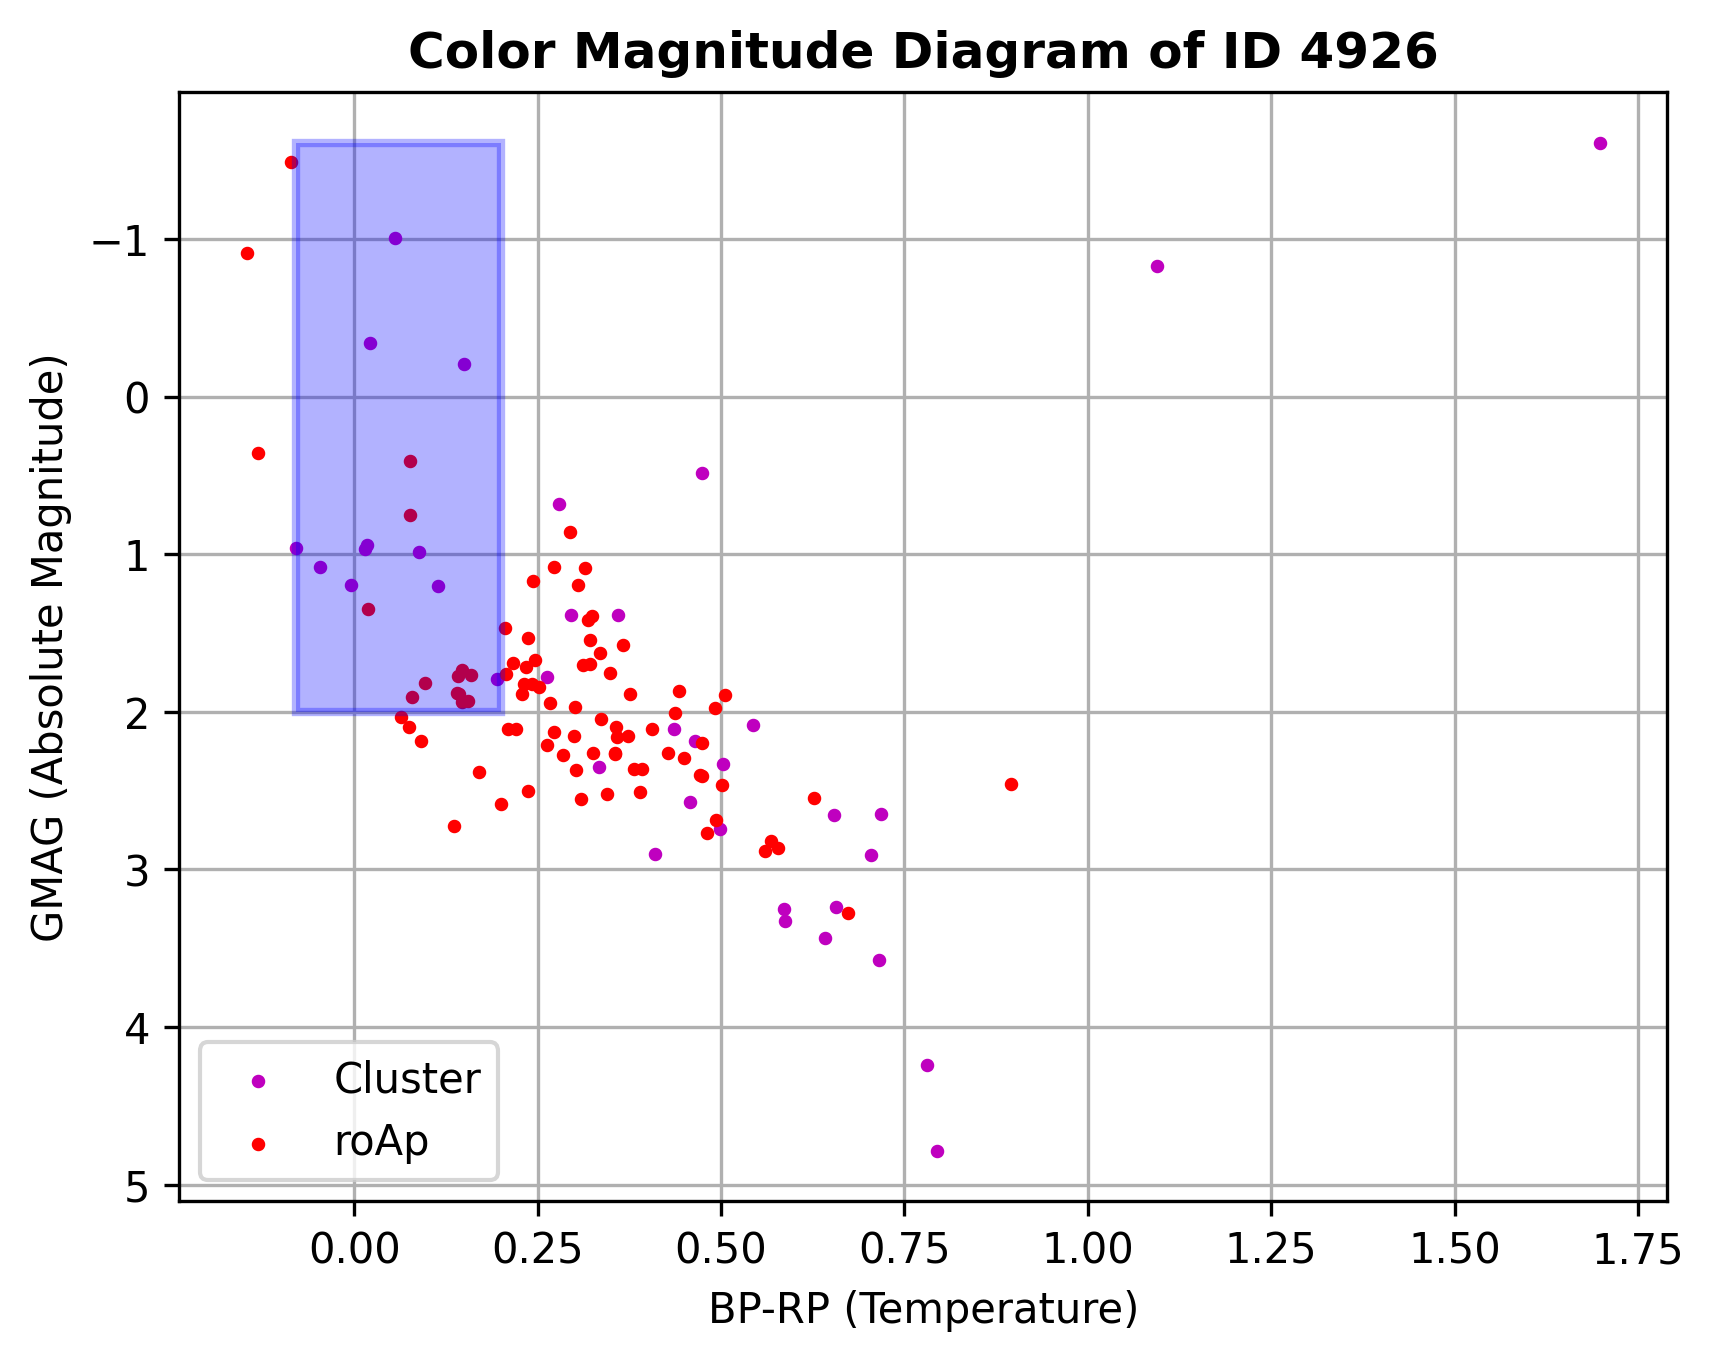 Color Magnitude Diagram of ID 4926
GMAG (Absolute Magnitude)
−1
0
1
2
3
4
5
Cluster
roAp
0.00 0.25 0.50 0.75 1.00 1.25 1.50 1.75
BP-RP (Temperature)